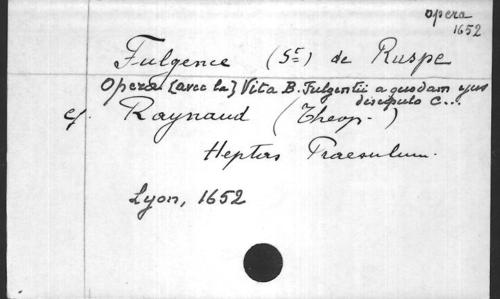 opera
1652
Fulgence (St) de Ruspe
Opera [avec la] Vita B. Fulgentii a quodam ejus
discipulo c...
cf. Raynaud (Theop.)
Heptas Praesulum.
Lyon, 1652